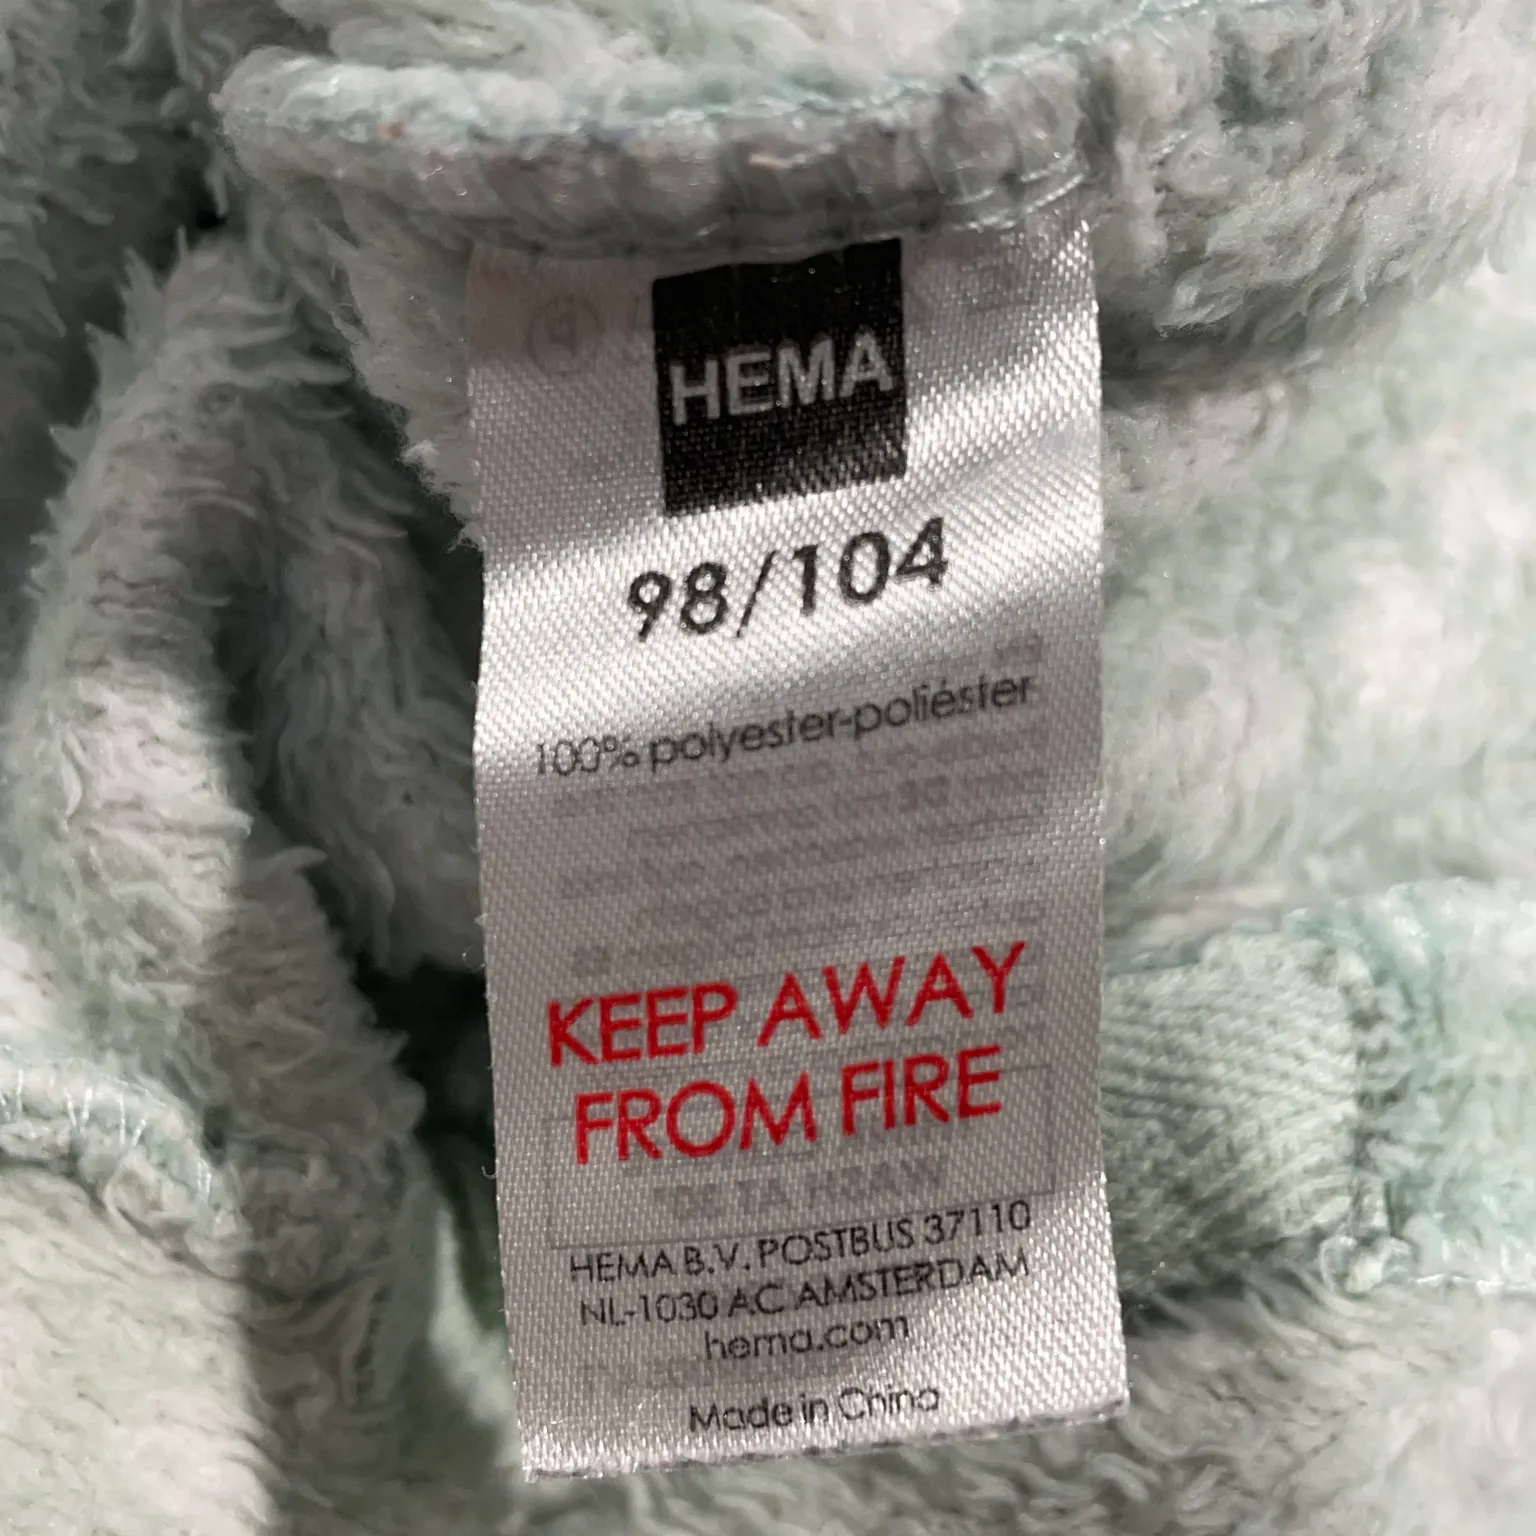 HEMA
98/104
100% polyester-poliéster
KEEP AWAY
FROM FIRE
HEMA B.V. POSTBUS 37110
NL-1030 AC AMSTERDAM
hema.com
Made in China